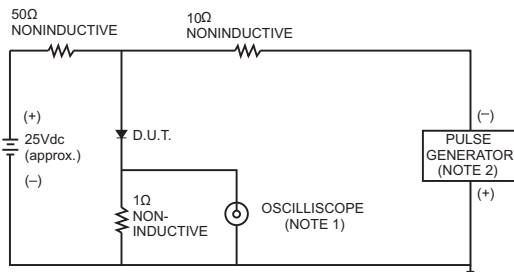 50Ω
NONINDUCTIVE
10Ω
NONINDUCTIVE
(+)
25Vdc
(approx.)
(–)
D.U.T.
1Ω
NON-
INDUCTIVE
OSCILLISCOPE
(NOTE 1)
(–)
PULSE
GENERATOR
(NOTE 2)
(+)